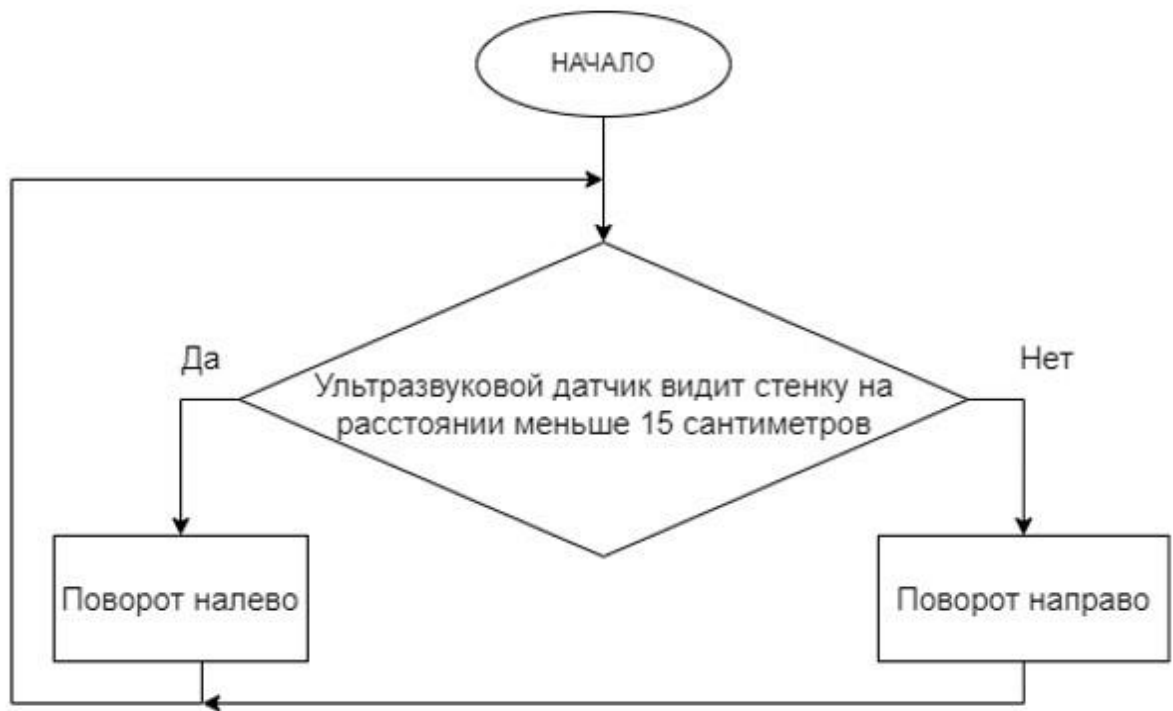 НАЧАЛО
Да
Нет
Ультразвуковой датчик видит стенку на
расстоянии меньше 15 сантиметров
Поворот налево
Поворот направо